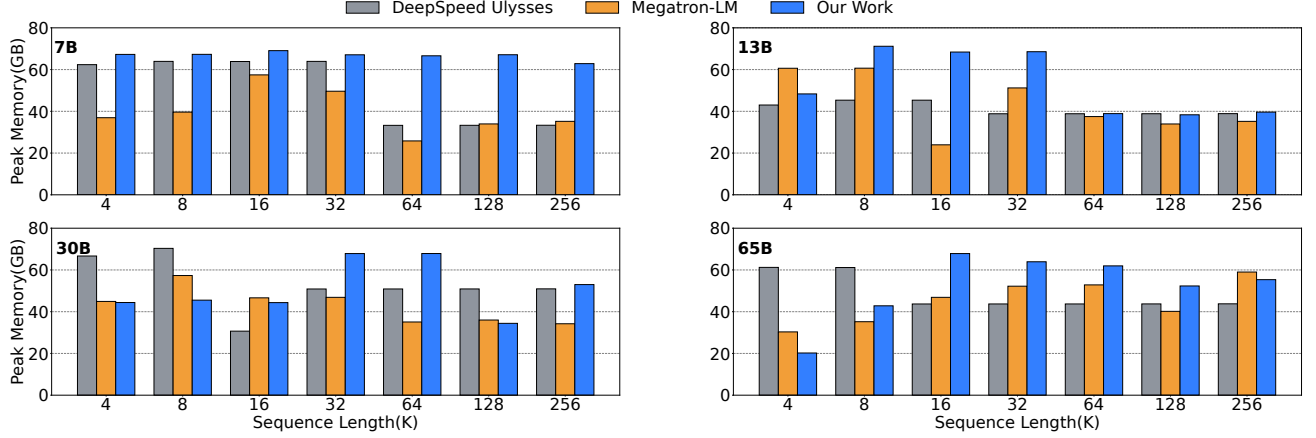 DeepSpeed Ulysses Megatron-LM Our Work
Peak Memory(GB)
80
60
40
20
0
7B
4 8 16 32 64 128 256
80
60
40
20
0
13B
4 8 16 32 64 128 256
Peak Memory(GB)
80
60
40
20
0
30B
4 8 16 32 64 128 256
Sequence Length(K)
80
60
40
20
0
65B
4 8 16 32 64 128 256
Sequence Length(K)